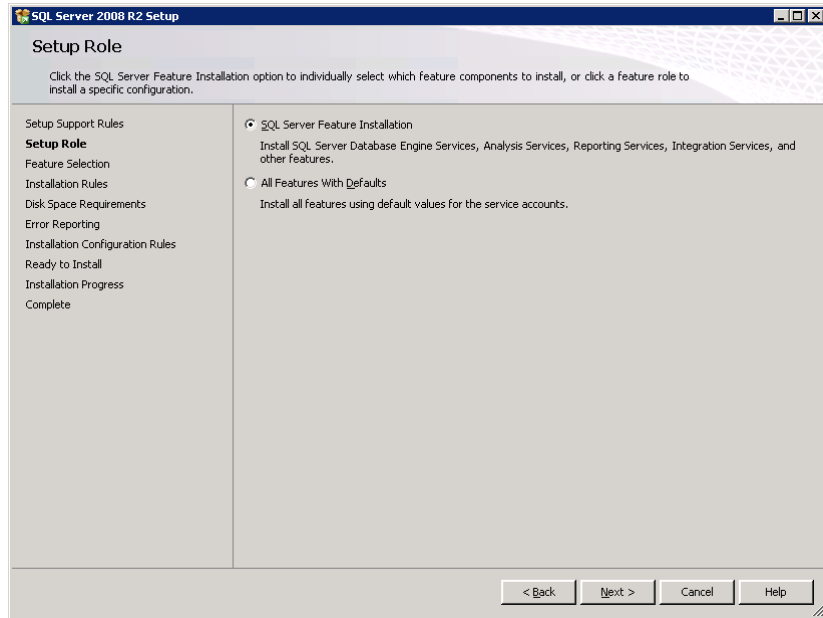 SQL Server 2008 R2 Setup
Setup Role
Click the SQL Server Feature Installation option to individually select which feature components to install, or click a feature role to
install a specific configuration.
Setup Support Rules
Setup Role
Feature Selection
Installation Rules
Disk Space Requirements
Error Reporting
Installation Configuration Rules
Ready to Install
Installation Progress
Complete
SQL Server Feature Installation
Install SQL Server Database Engine Services, Analysis Services, Reporting Services, Integration Services, and
other features.
All Features With Defaults
Install all features using default values for the service accounts.
< Back
Next >
Cancel
Help